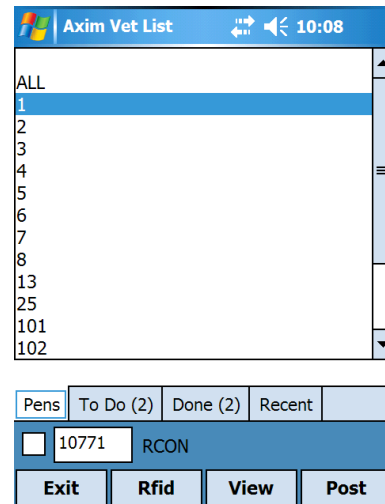 Axim Vet List 10:08
ALL
1
2
3
4
5
6
7
8
13
25
101
102
Pens To Do (2) Done (2) Recent
10771 RCON
Exit Rfid View Post